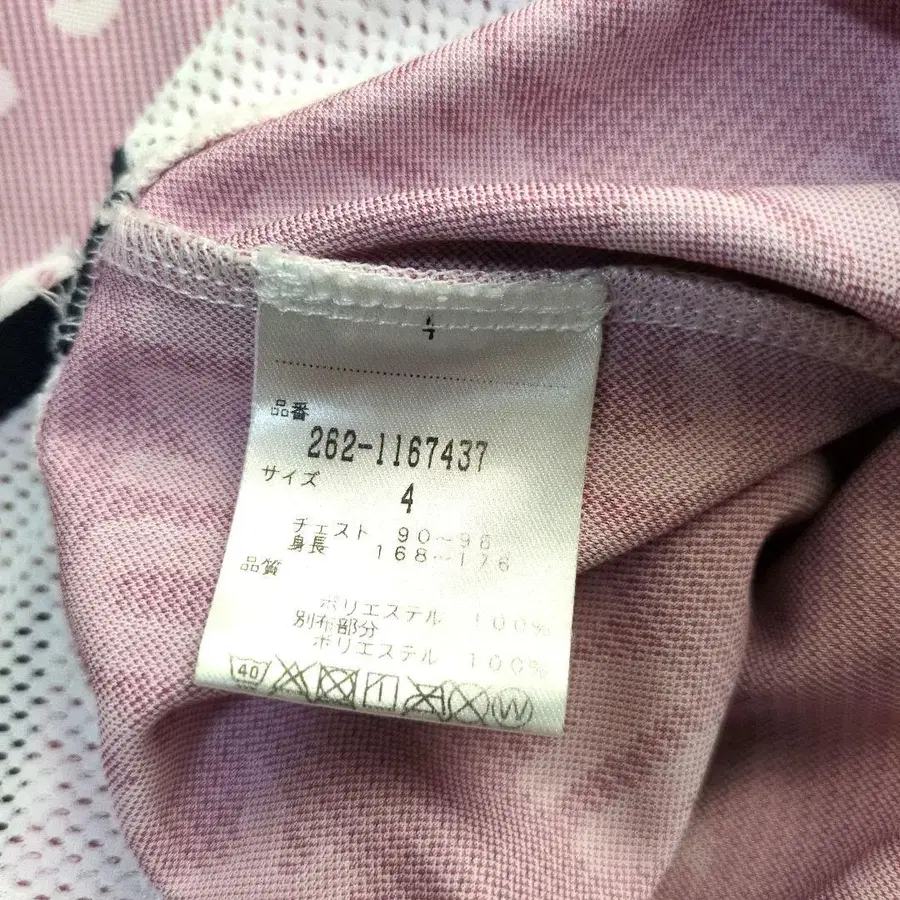 4
品番
262-1167437
サイズ
4
チェスト 90~96
身長 168~176
品質
ポリエステル 100%
別布部分
ポリエステル 100%
40 W